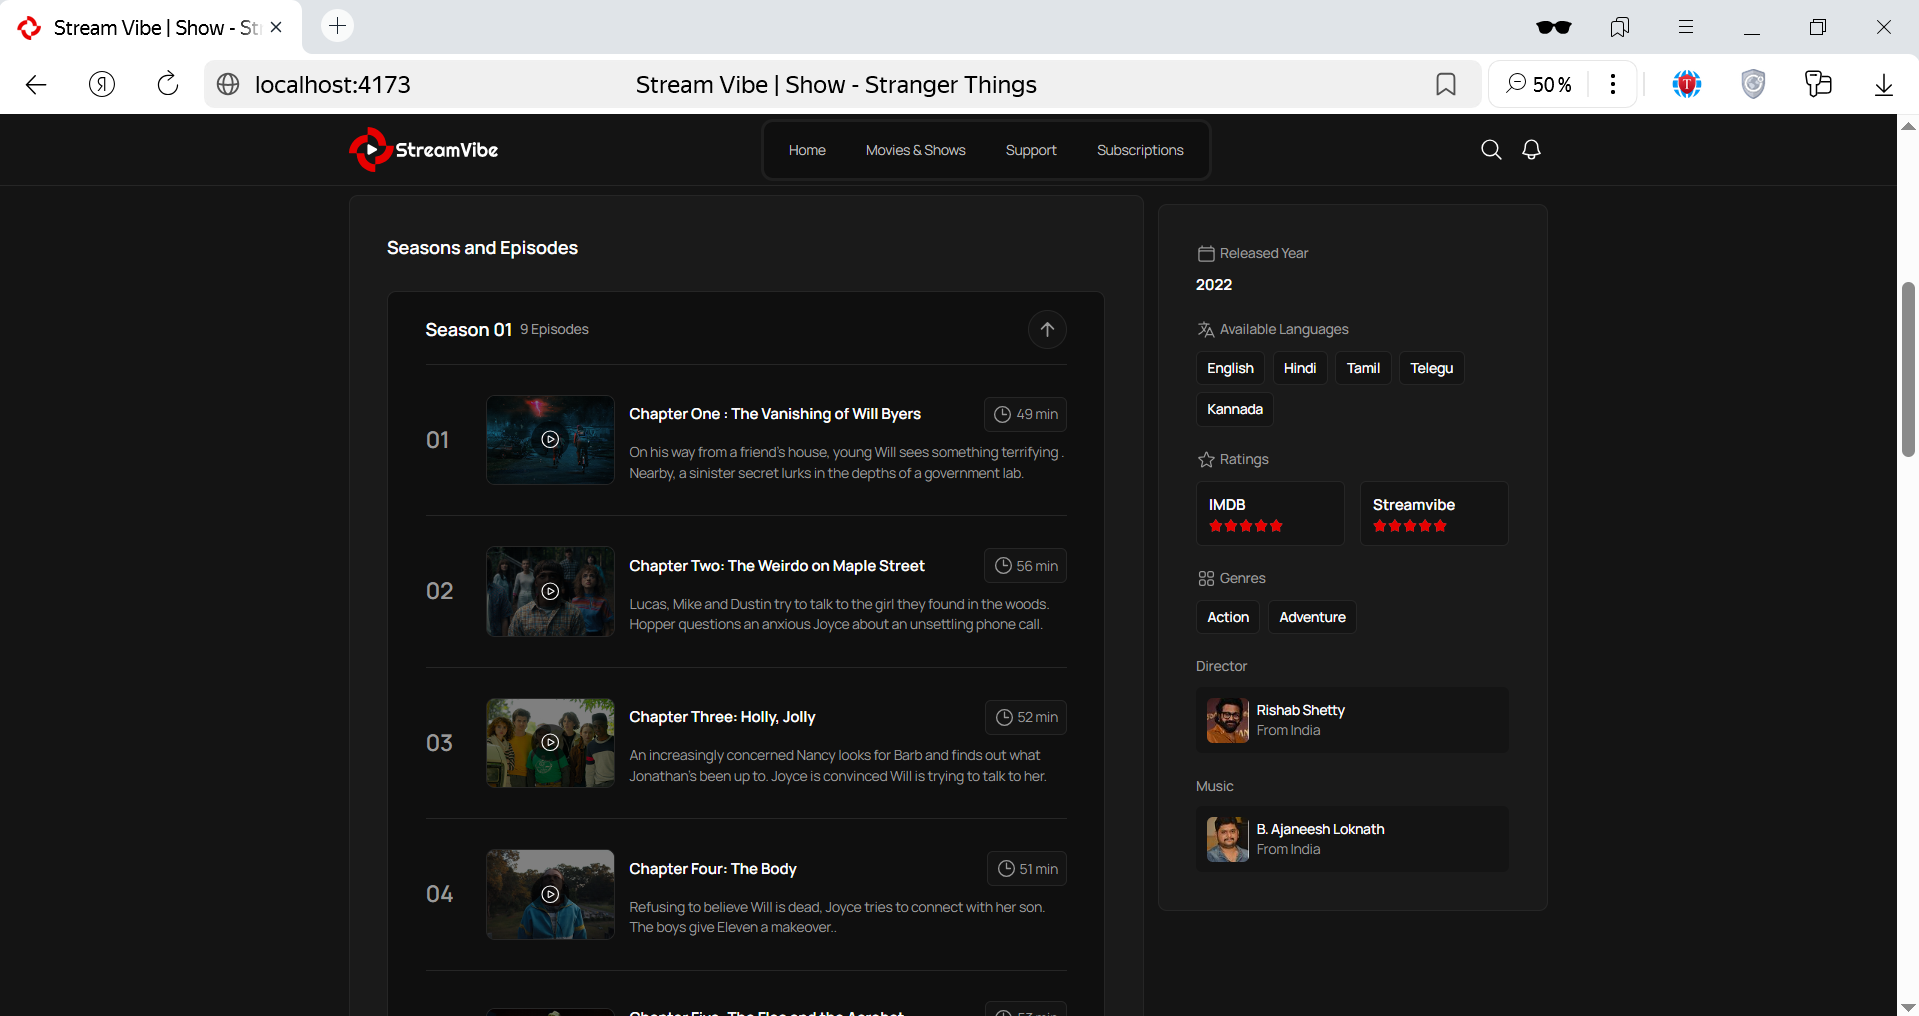 Stream Vibe | Show - St
localhost:4173
Stream Vibe | Show - Stranger Things
50 %
StreamVibe
Home
Movies & Shows
Support
Subscriptions
Seasons and Episodes
Season 01 9 Episodes
01
Chapter One : The Vanishing of Will Byers
49 min
On his way from a friend's house, young Will sees something terrifying .
Nearby, a sinister secret lurks in the depths of a government lab.
02
Chapter Two: The Weirdo on Maple Street
56 min
Lucas, Mike and Dustin try to talk to the girl they found in the woods.
Hopper questions an anxious Joyce about an unsettling phone call.
03
Chapter Three: Holly, Jolly
52 min
An increasingly concerned Nancy looks for Barb and finds out what
Jonathan's been up to. Joyce is convinced Will is trying to talk to her.
04
Chapter Four: The Body
51 min
Refusing to believe Will is dead, Joyce tries to connect with her son.
The boys give Eleven a makeover..
Chapter Five: The Flea and the Acrobat
53 min
Released Year
2022
Available Languages
English
Hindi
Tamil
Telegu
Kannada
Ratings
IMDB
Streamvibe
Genres
Action
Adventure
Director
Rishab Shetty
From India
Music
B. Ajaneesh Loknath
From India